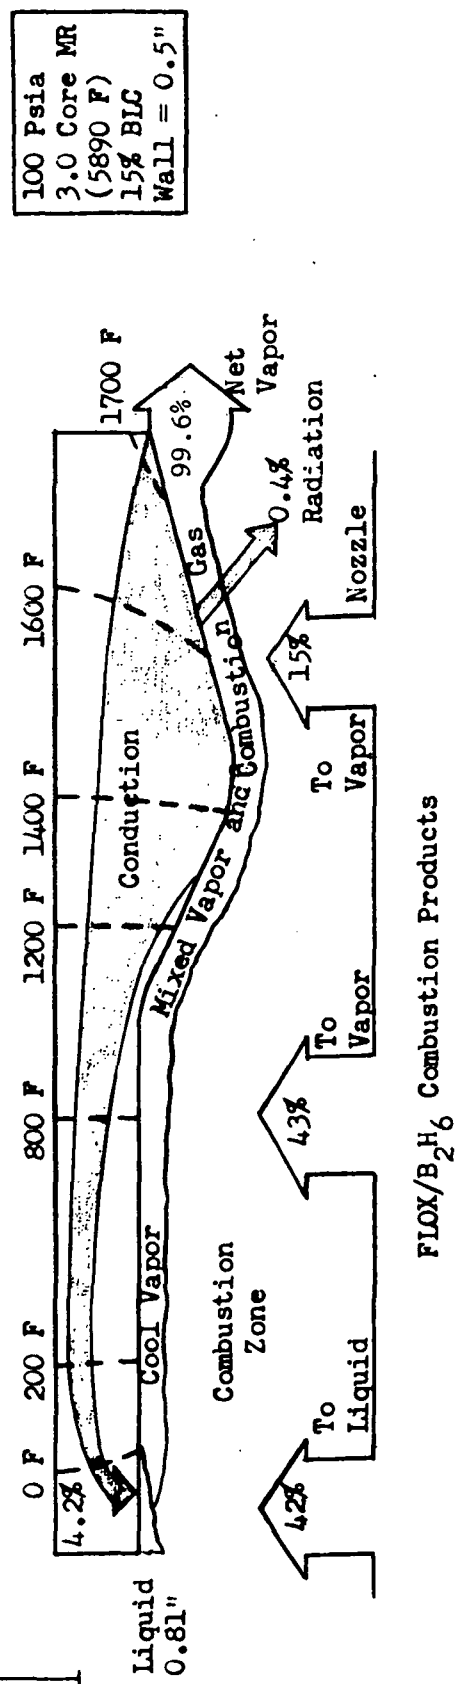 100 Psia
3.0 Core MR
(5890 F)
15% BLC
Wall = 0.5"
0 F
200 F
800 F
1200 F
1400 F
1600 F
1700 F
4.2%
Conduction
Liquid
0.81"
Cool Vapor
Mixed Vapor and Combustion Gas
99.6%
Net
Vapor
0.4%
Radiation
Combustion
Zone
42%
To
Liquid
43%
To
Vapor
15%
To
Vapor
Nozzle
FLOX/B2H6 Combustion Products